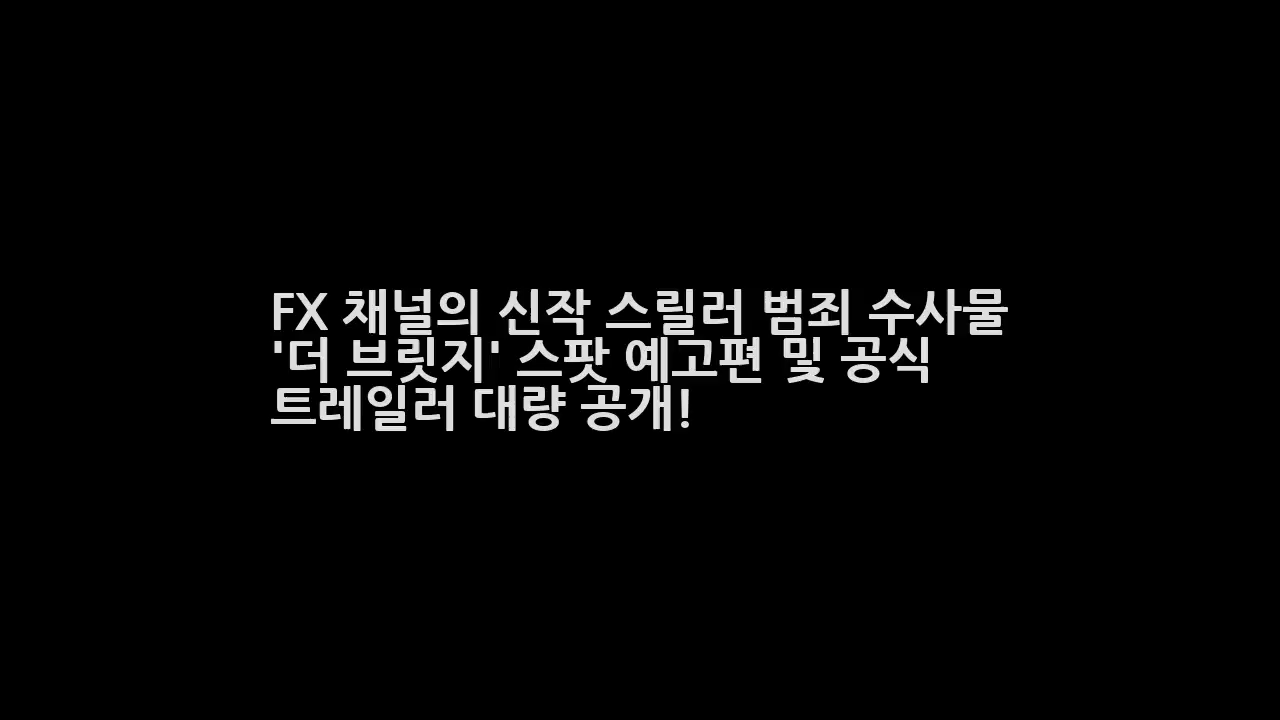 FX 채널의 신작 스릴러 범죄 수사물
'더 브릿지' 스팟 예고편 및 공식
트레일러 대량 공개!